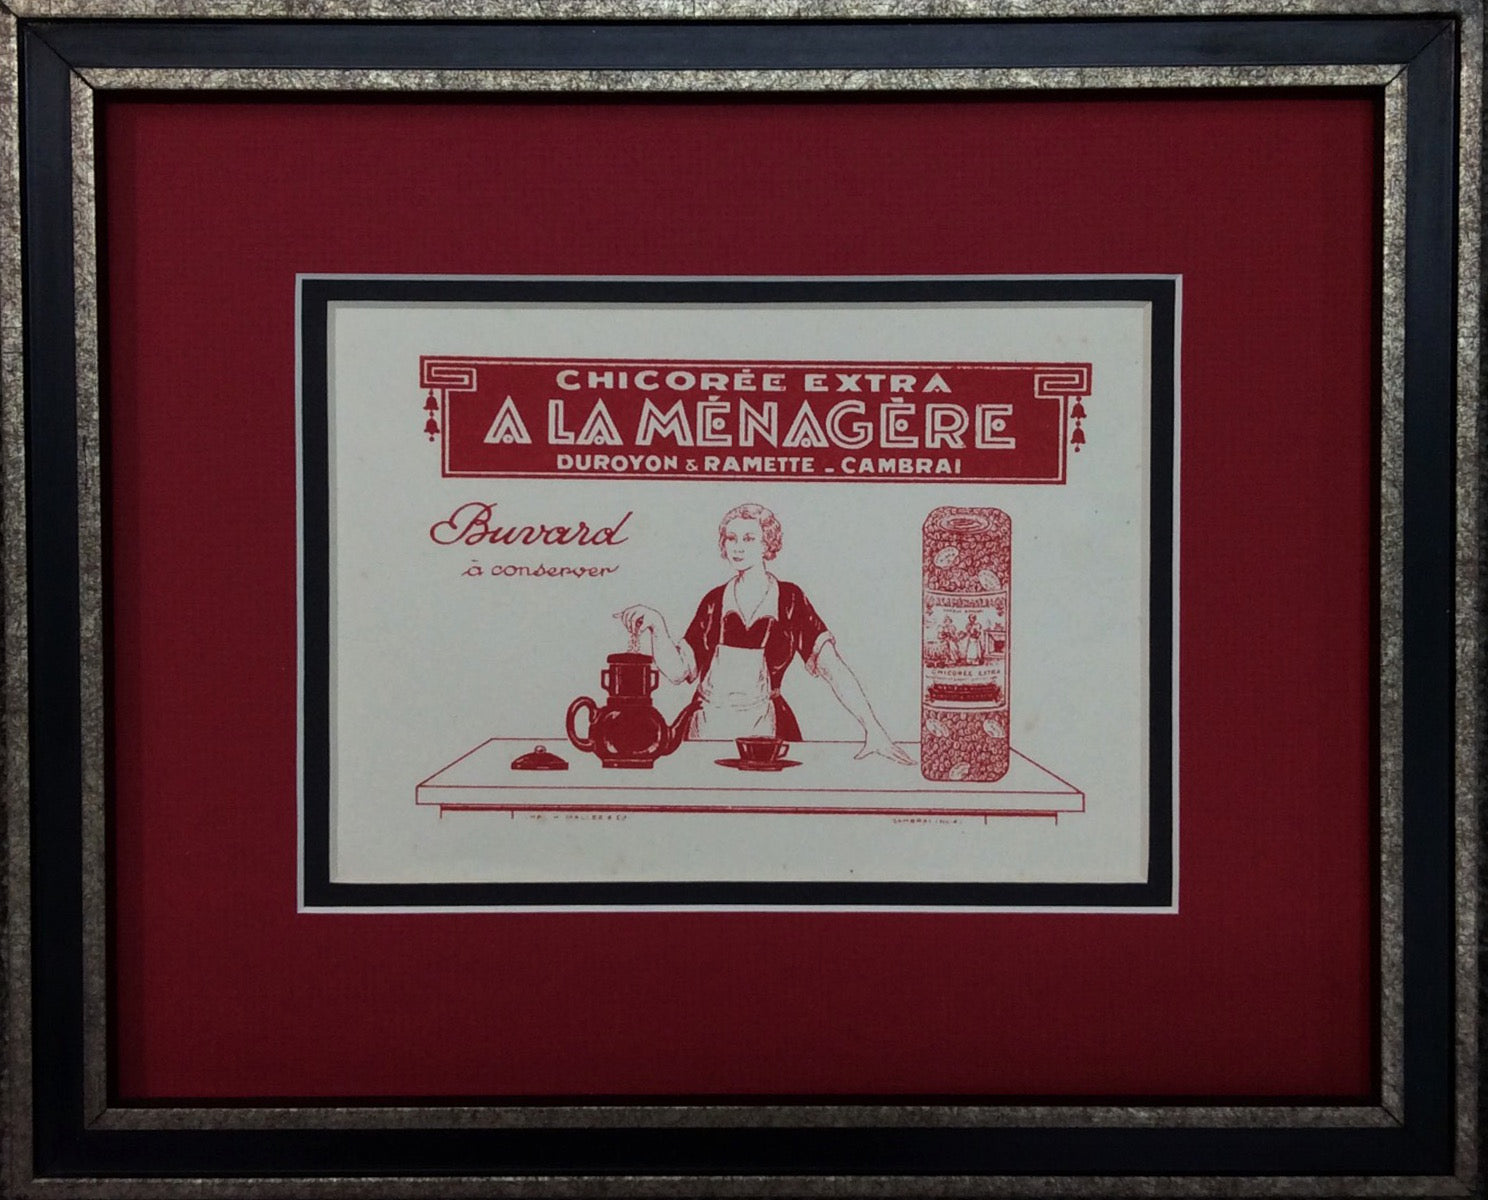 CHICORÉE EXTRA
A LA MÉNAGÈRE
DUROYON & RAMETTE - CAMBRAI
Buvard
à conserver
CHICORÉE EXTRA